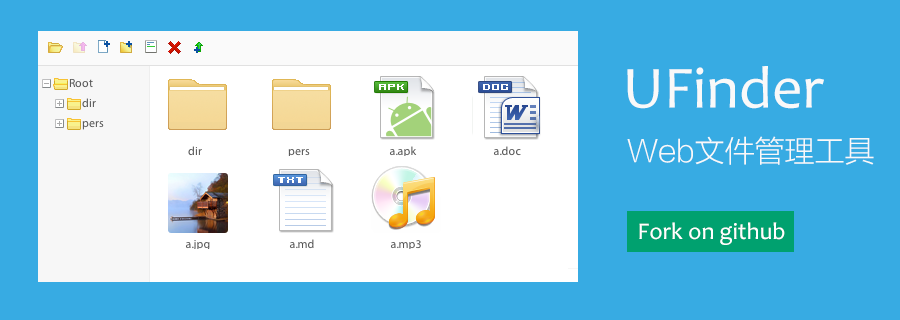 Root
dir
pers
dir
pers
APK
a.apk
DOC
W
a.doc
a.jpg
TXT
a.md
a.mp3
UFinder
Web文件管理工具
Fork on github